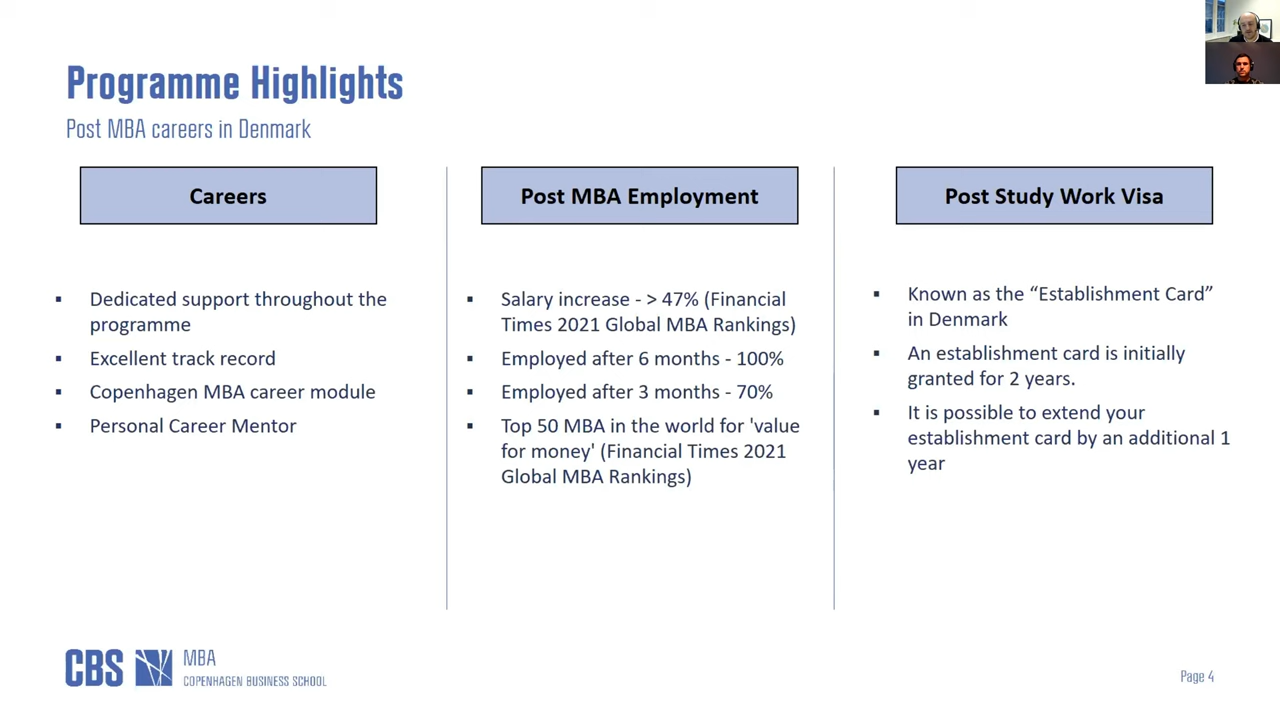 Programme Highlights
Post MBA careers in Denmark
Careers
▪ Dedicated support throughout the
programme
▪ Excellent track record
▪ Copenhagen MBA career module
▪ Personal Career Mentor
Post MBA Employment
▪ Salary increase - > 47% (Financial
Times 2021 Global MBA Rankings)
▪ Employed after 6 months - 100%
▪ Employed after 3 months - 70%
▪ Top 50 MBA in the world for 'value
for money' (Financial Times 2021
Global MBA Rankings)
Post Study Work Visa
▪ Known as the “Establishment Card”
in Denmark
▪ An establishment card is initially
granted for 2 years.
▪ It is possible to extend your
establishment card by an additional 1
year
CBS MBA
COPENHAGEN BUSINESS SCHOOL
Page 4